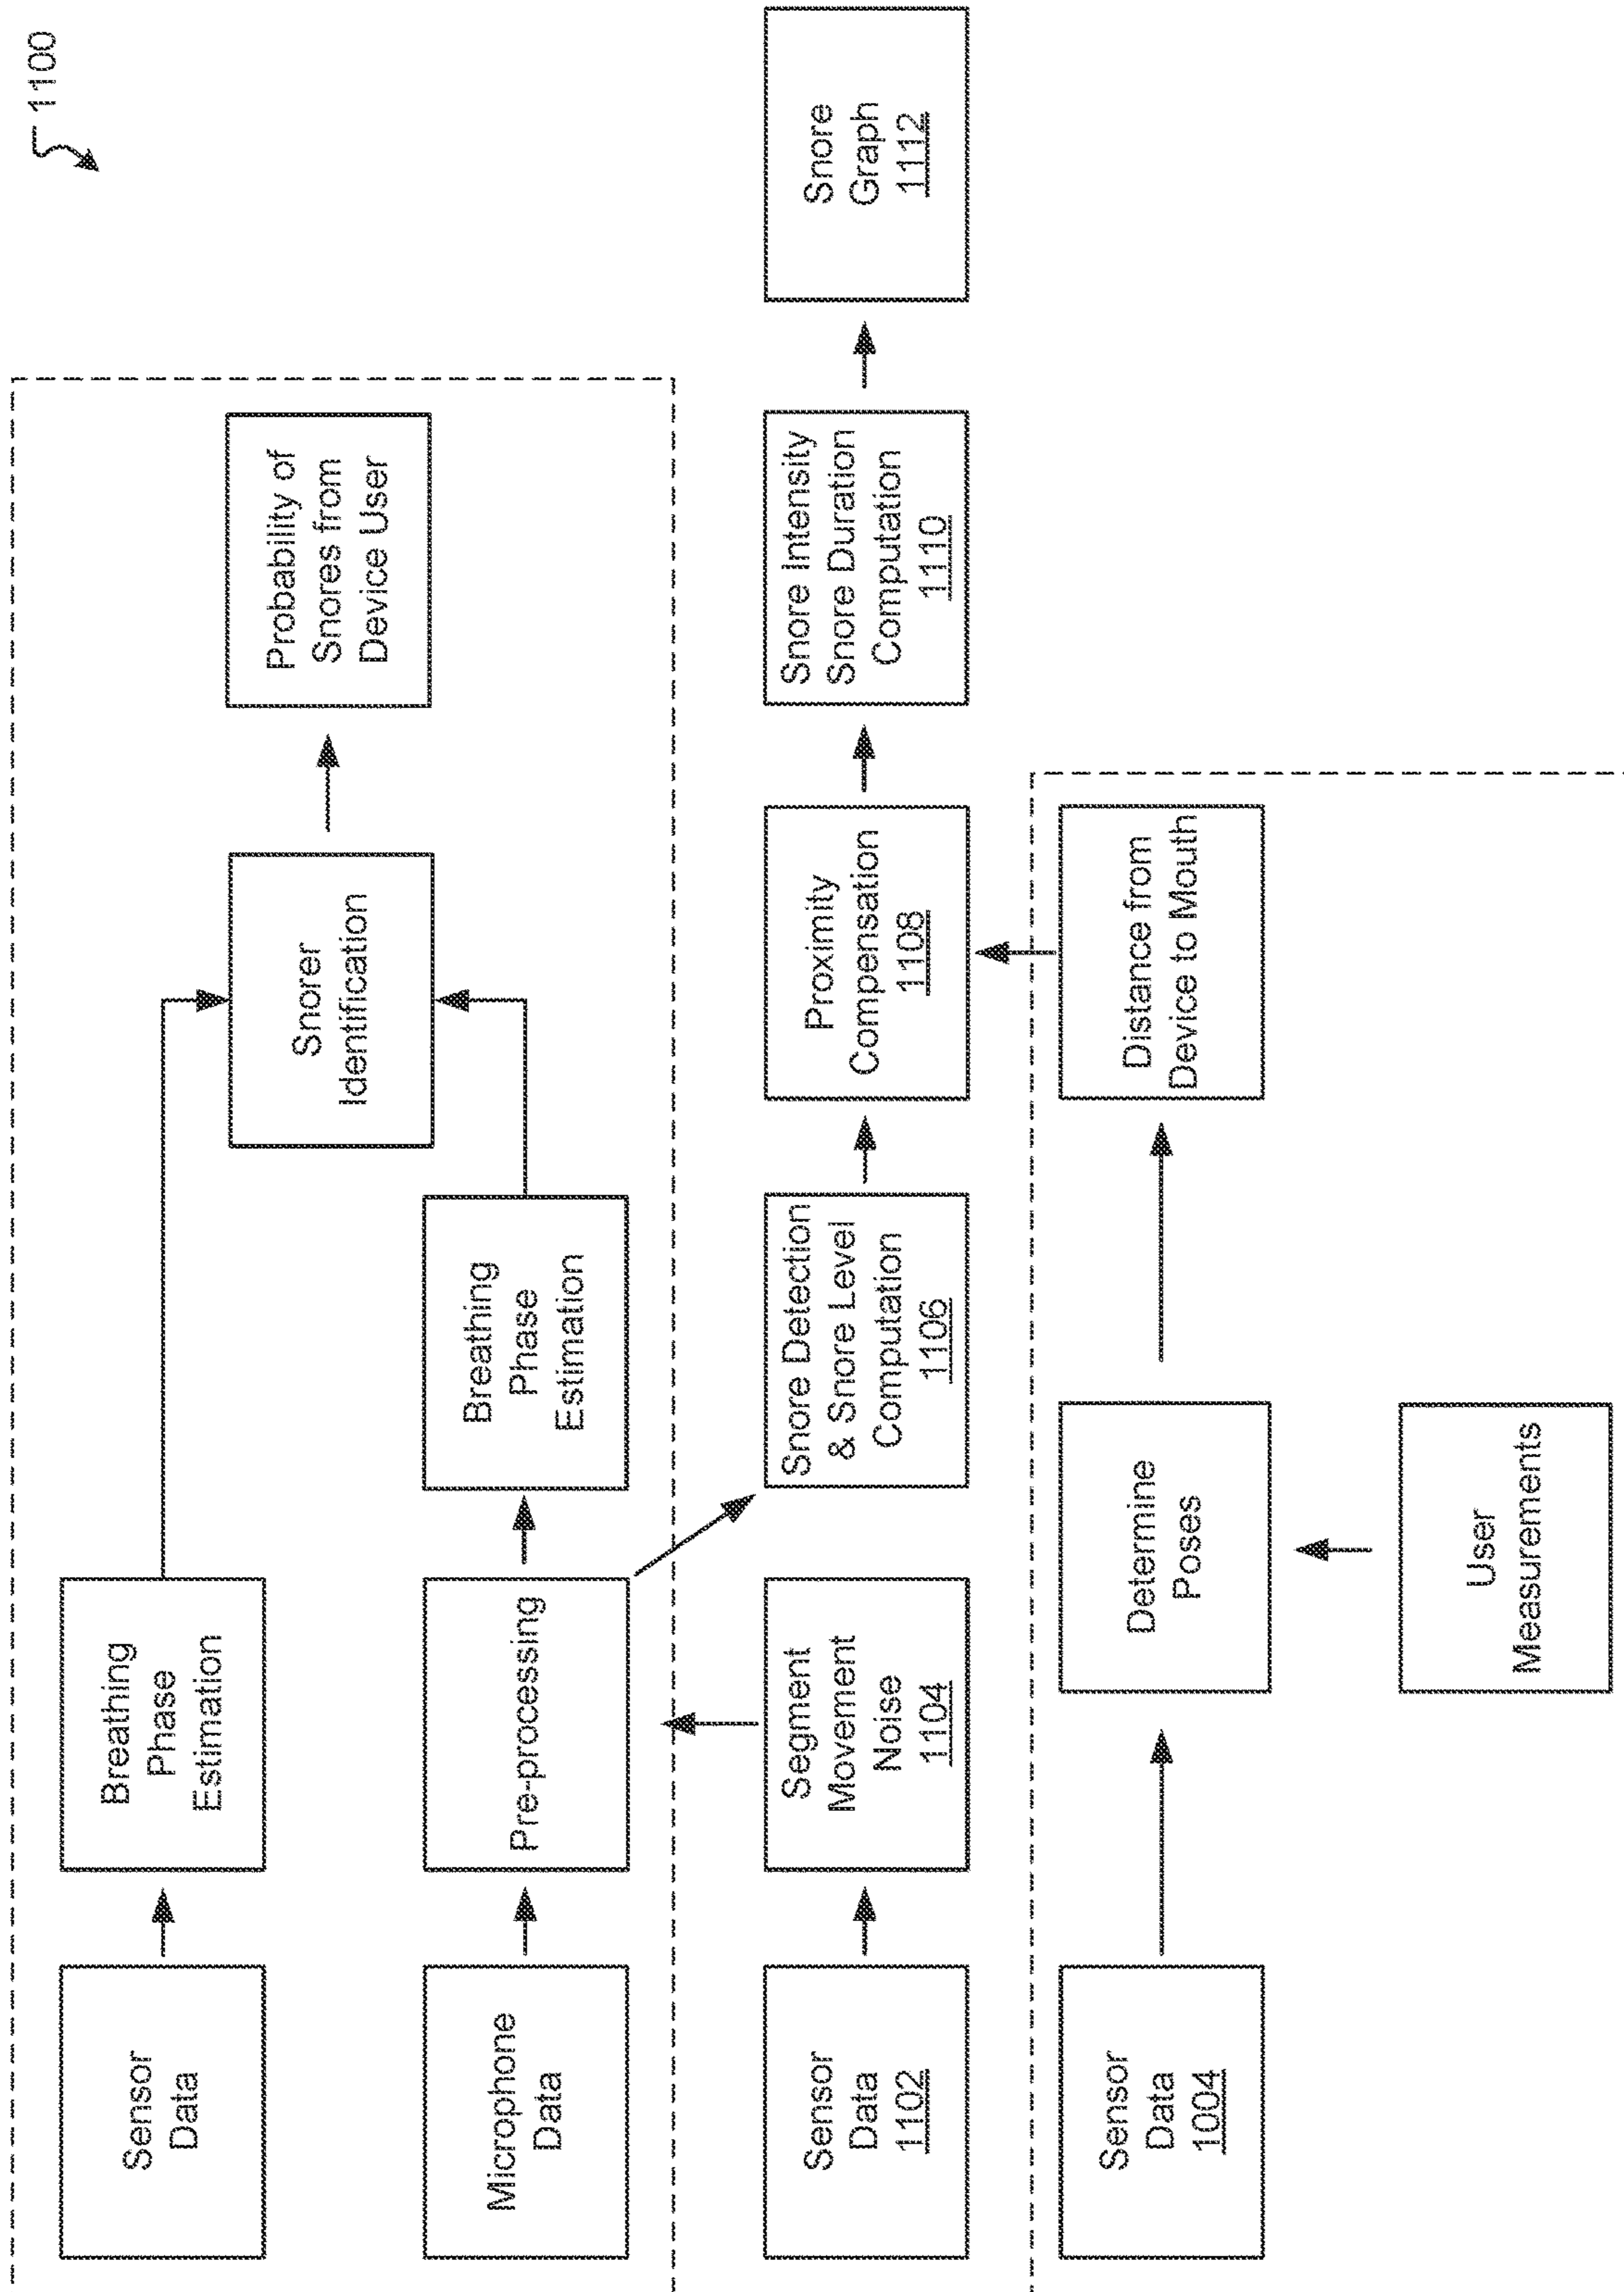 1100
Sensor
Data
Breathing
Phase
Estimation
Snorer
Identification
Probability of
Snores from
Device User
Microphone
Data
Pre-processing
Breathing
Phase
Estimation
Sensor
Data
1102
Segment
Movement
Noise
1104
Snore Detection
& Snore Level
Computation
1106
Proximity
Compensation
1108
Snore Intensity
Snore Duration
Computation
1110
Snore
Graph
1112
Sensor
Data
1004
Determine
Poses
Distance from
Device to Mouth
User
Measurements